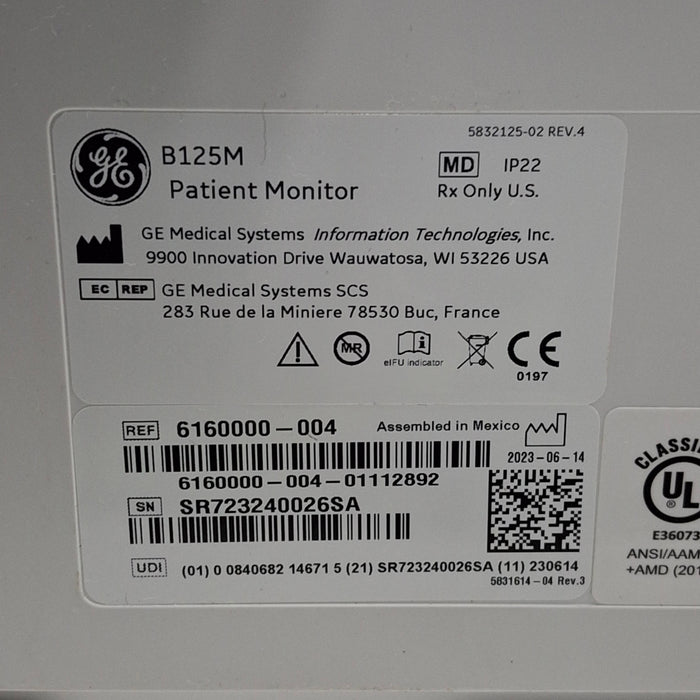 5832125-02 REV.4
GE
B125M
Patient Monitor
MD IP22
Rx Only U.S.
GE Medical Systems Information Technologies, Inc.
9900 Innovation Drive Wauwatosa, WI 53226 USA
EC REP GE Medical Systems SCS
283 Rue de la Miniere 78530 Buc, France
MR
eIFU indicator
CE
0197
REF 6160000-004
Assembled in Mexico
2023-06-14
6160000-004-01112892
SN SR723240026SA
UDI (01) 0 0840682 14671 5 (21) SR723240026SA (11) 230614
5831614-04 Rev.3
UL
®
ANSI/AAM
+AMD (201